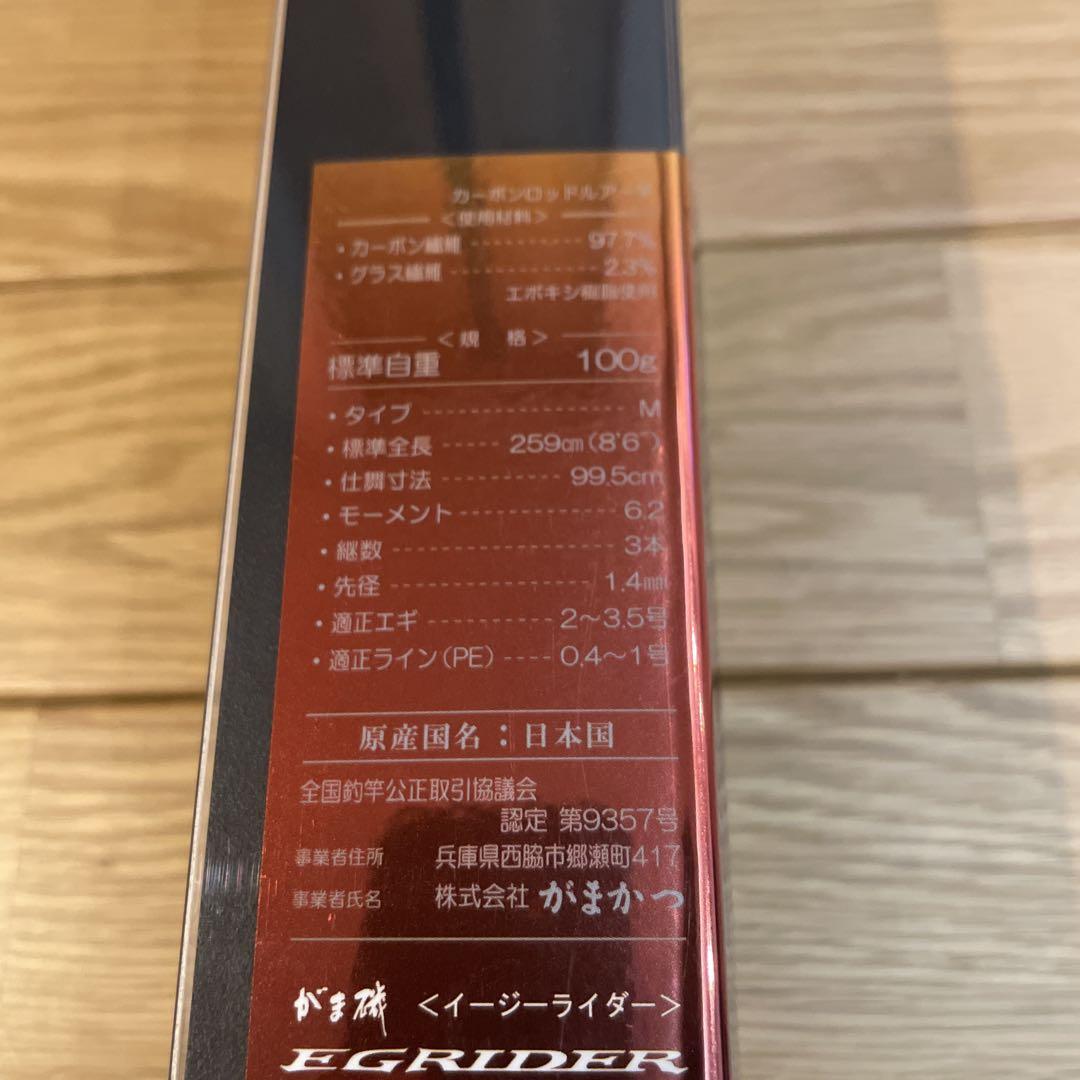 カーボンロッドルアーギ
＜使用材料＞
・カーボン繊維 ---------- 97.7%
・グラス繊維 ------------- 2.3%
エポキシ樹脂使用
＜規　格＞
標準自重　100g
・タイプ ----------------- M
・標準全長 ----- 259cm(8'6")
・仕舞寸法 ---------- 99.5cm
・モーメント ------------- 6.2
・継数 ------------------- 3本
・先径 ---------------- 1.4mm
・適正エギ ---------- 2～3.5号
・適正ライン(PE) ---- 0.4～1号
原産国名：日本国
全国釣竿公正取引協議会
認定 第9357号
事業者住所　兵庫県西脇市郷瀬町417
事業者氏名　株式会社 がまかつ
がま磯 ＜イージーライダー＞
EGRIDER